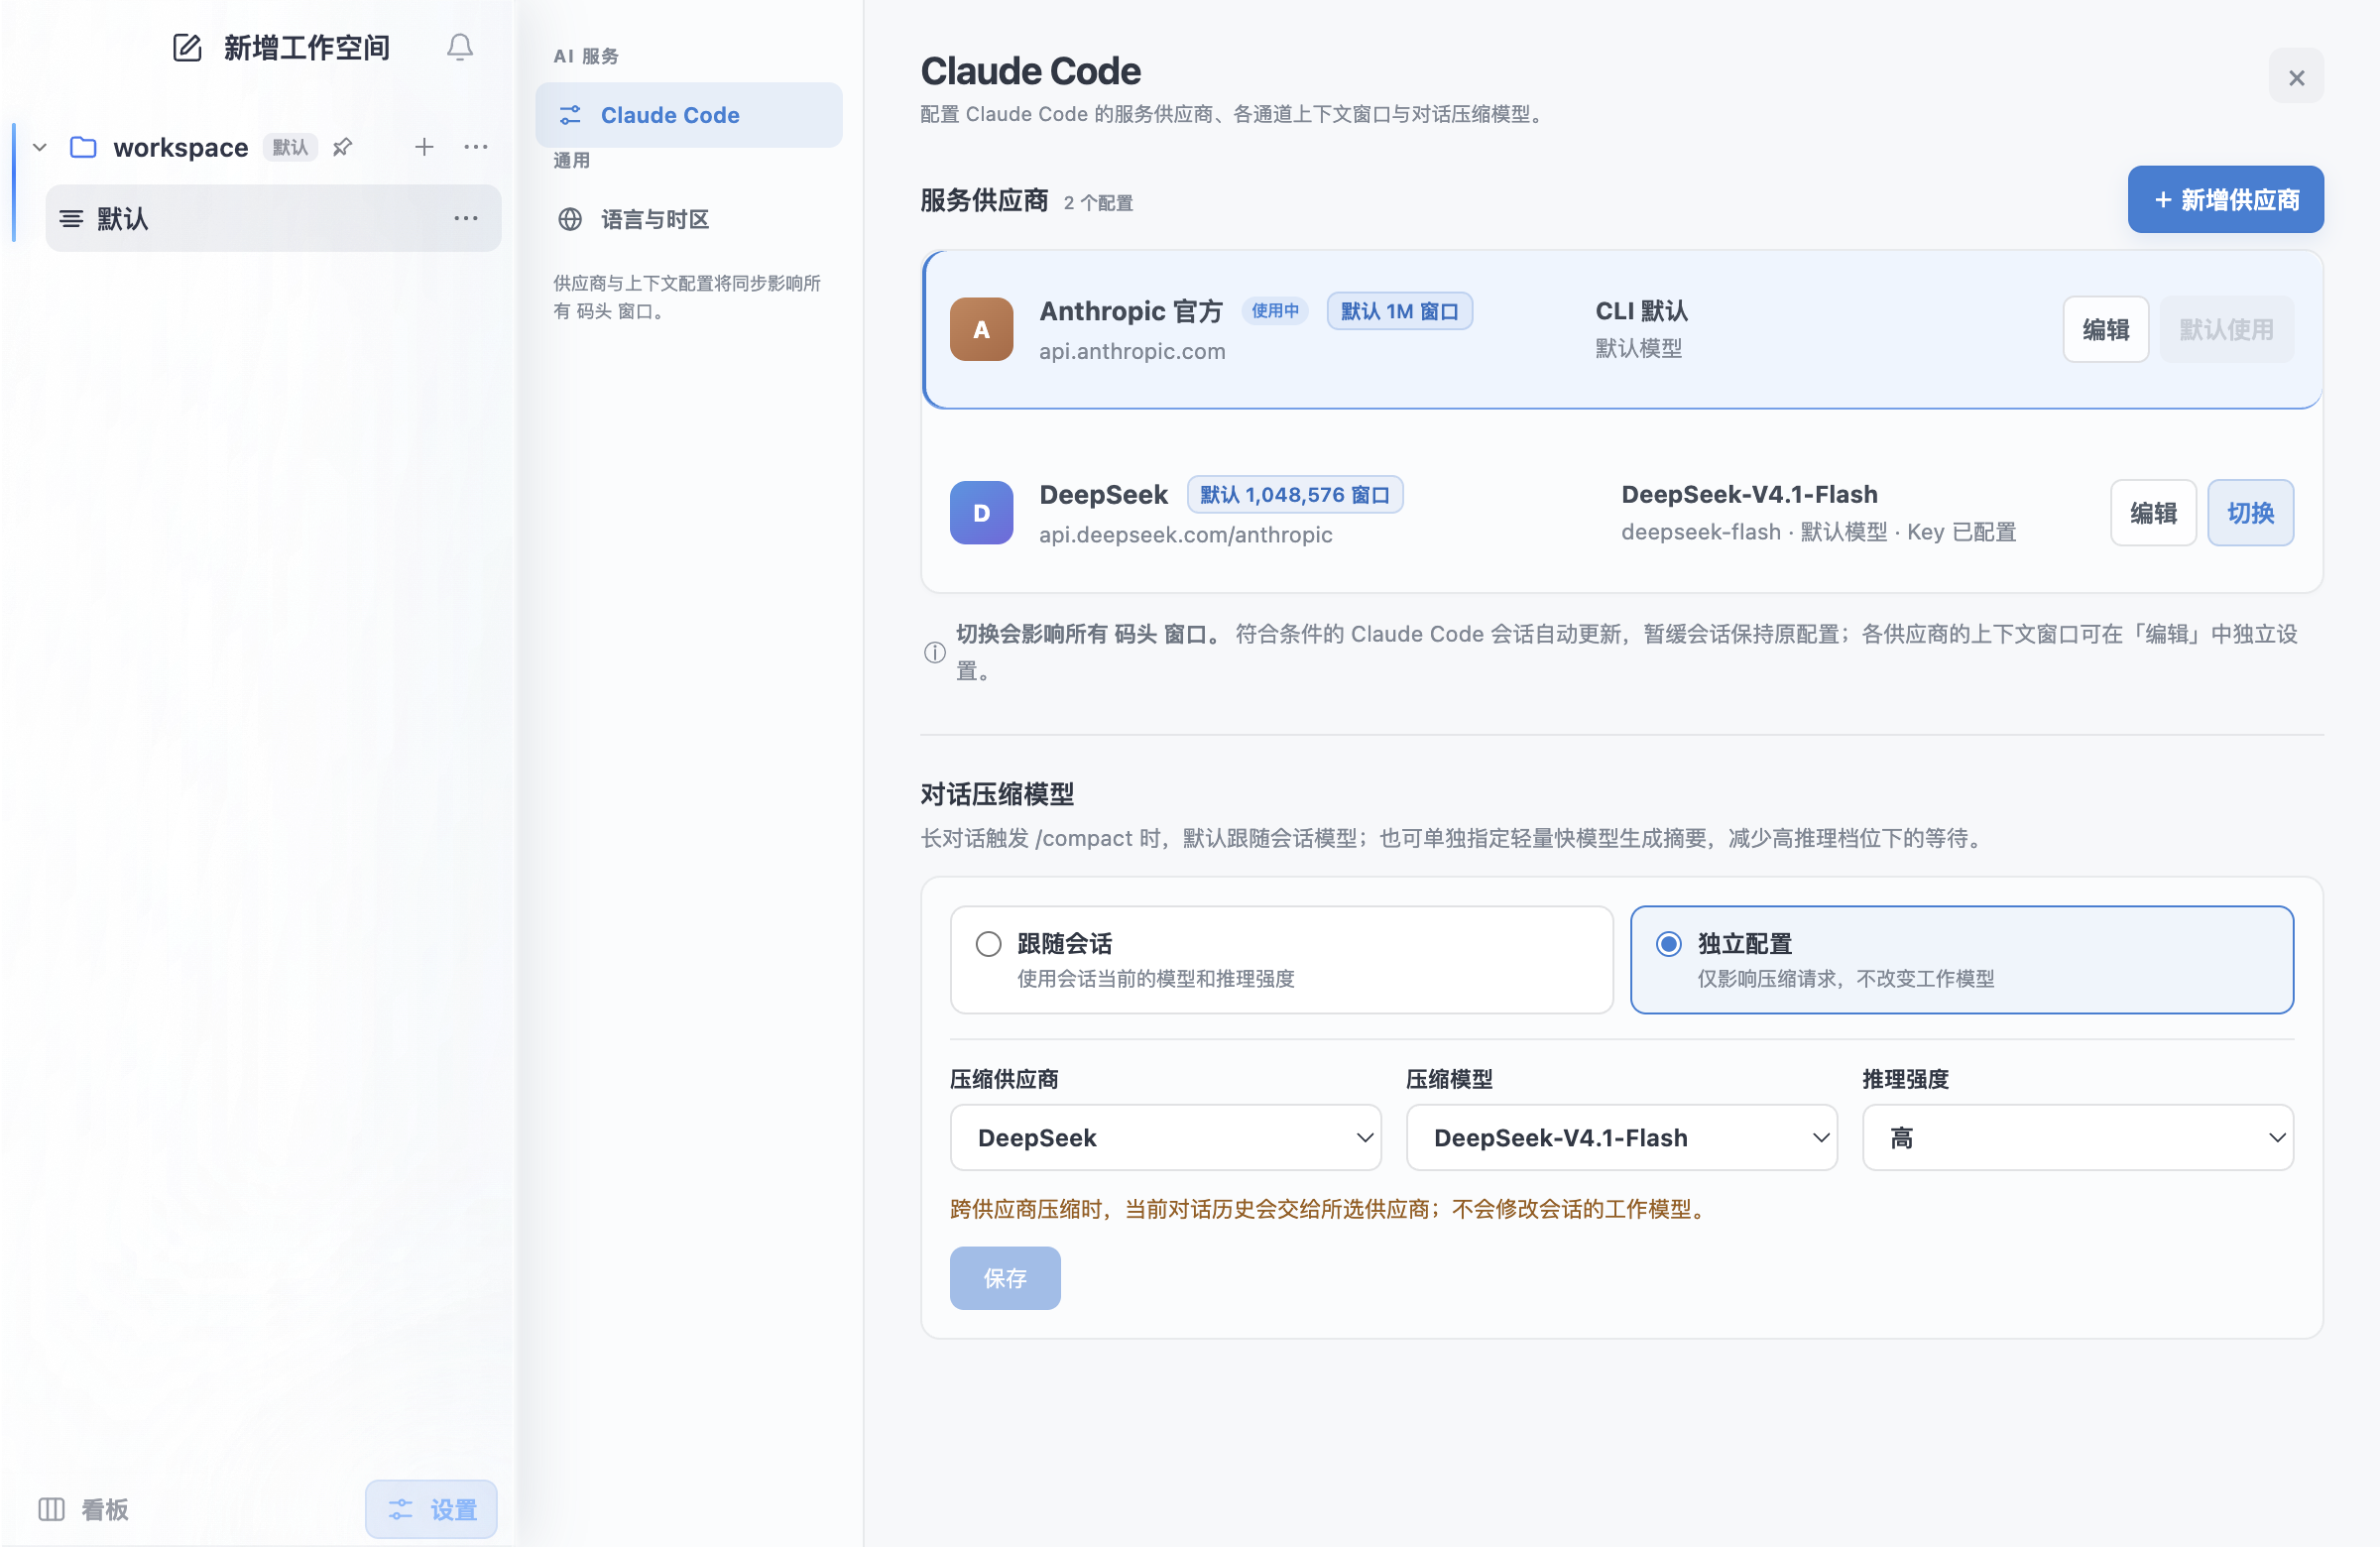 新增工作空间
workspace 默认
默认
看板
设置
AI 服务
Claude Code
通用
语言与时区
供应商与上下文配置将同步影响所
有 码头 窗口。
Claude Code
配置 Claude Code 的服务供应商、各通道上下文窗口与对话压缩模型。
服务供应商 2 个配置
+ 新增供应商
A
Anthropic 官方 使用中 默认 1M 窗口
api.anthropic.com
CLI 默认
默认模型
编辑 默认使用
D
DeepSeek 默认 1,048,576 窗口
api.deepseek.com/anthropic
DeepSeek-V4.1-Flash
deepseek-flash · 默认模型 · Key 已配置
编辑 切换
切换会影响所有 码头 窗口。 符合条件的 Claude Code 会话自动更新，暂缓会话保持原配置；各供应商的上下文窗口可在「编辑」中独立设
置。
对话压缩模型
长对话触发 /compact 时，默认跟随会话模型；也可单独指定轻量快模型生成摘要，减少高推理档位下的等待。
跟随会话
使用会话当前的模型和推理强度
独立配置
仅影响压缩请求，不改变工作模型
压缩供应商
DeepSeek
压缩模型
DeepSeek-V4.1-Flash
推理强度
高
跨供应商压缩时，当前对话历史会交给所选供应商；不会修改会话的工作模型。
保存